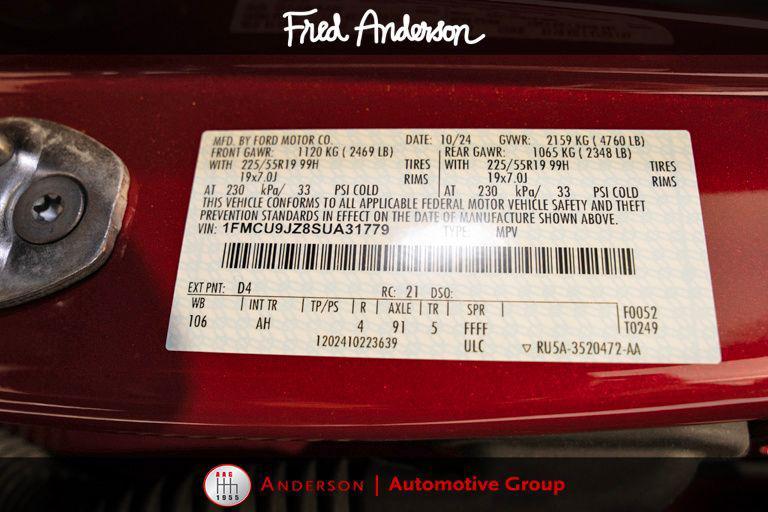 Fred Anderson
MFD. BY FORD MOTOR CO. DATE: 10/24 GVWR: 2159 KG ( 4760 LB)
FRONT GAWR: 1120 KG ( 2469 LB) REAR GAWR: 1065 KG ( 2348 LB)
WITH 225/55R19 99H TIRES WITH 225/55R19 99H TIRES
19x7.0J RIMS 19x7.0J RIMS
AT 230 kPa/ 33 PSI COLD AT 230 kPa/ 33 PSI COLD
THIS VEHICLE CONFORMS TO ALL APPLICABLE FEDERAL MOTOR VEHICLE SAFETY AND THEFT
PREVENTION STANDARDS IN EFFECT ON THE DATE OF MANUFACTURE SHOWN ABOVE.
VIN: 1FMCU9JZ8SUA31779 TYPE: MPV
EXT PNT: D4 RC: 21 DSO:
WB INT TR TP/PS R AXLE TR SPR F0052
106 AH 4 91 5 FFFF T0249
1202410223639 ULC ▽ RU5A-3520472-AA
AAG
1955
ANDERSON | Automotive Group